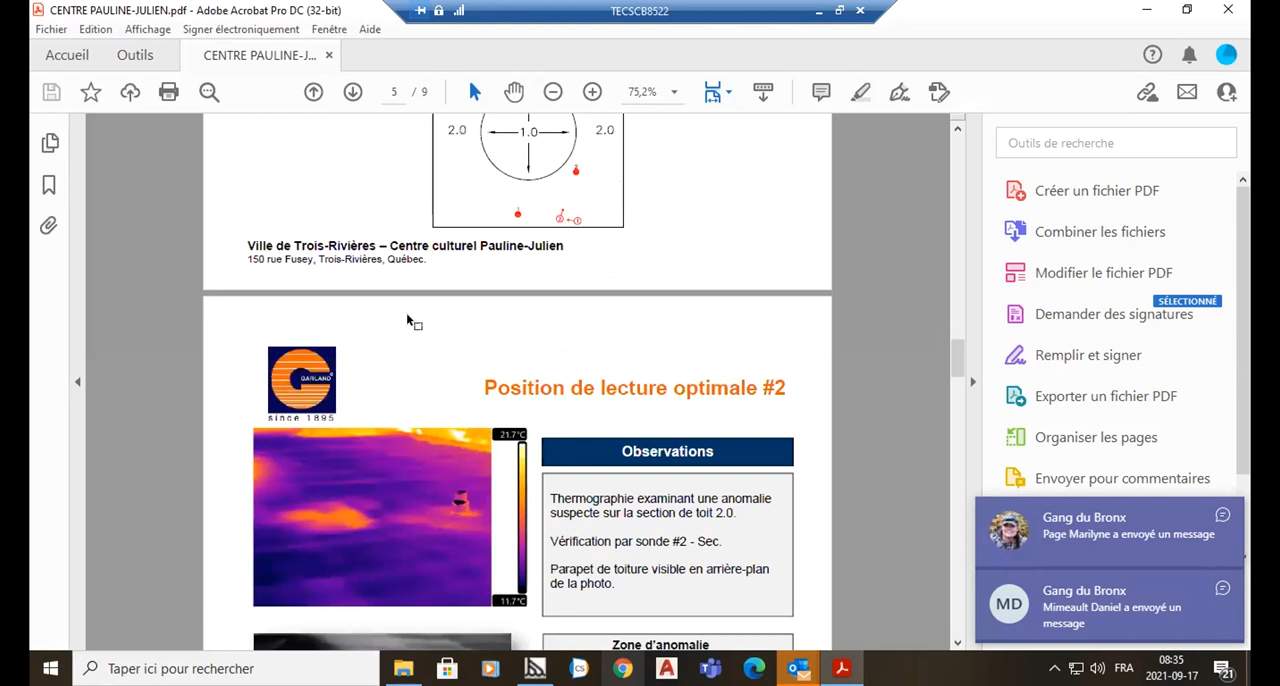 CENTRE PAULINE-JULIEN.pdf - Adobe Acrobat Pro DC (32-bit)
TECSCB8522
Fichier Edition Affichage Signer électroniquement Fenêtre Aide
Accueil Outils CENTRE PAULINE-J...
5 / 9 75,2%
2.0 1.0 2.0
Ville de Trois-Rivières – Centre culturel Pauline-Julien
150 rue Fusey, Trois-Rivières, Québec.
GARLAND
since 1895
Position de lecture optimale #2
21.7°C
11.7°C
Observations
Thermographie examinant une anomalie
suspecte sur la section de toit 2.0.
Vérification par sonde #2 - Sec.
Parapet de toiture visible en arrière-plan
de la photo.
Zone d'anomalie
Outils de recherche
Créer un fichier PDF
Combiner les fichiers
Modifier le fichier PDF
SÉLECTIONNÉ
Demander des signatures
Remplir et signer
Exporter un fichier PDF
Organiser les pages
Envoyer pour commentaires
Gang du Bronx
Page Marilyne a envoyé un message
MD
Gang du Bronx
Mimeault Daniel a envoyé un
message
Taper ici pour rechercher
FRA
08:35
2021-09-17
21